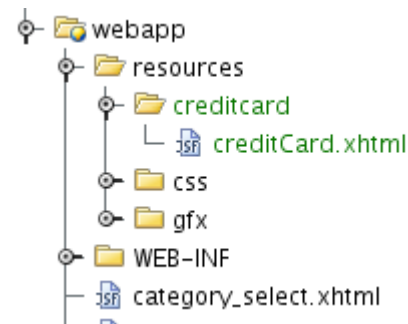 webapp
resources
creditcard
creditCard.xhtml
css
gfx
WEB-INF
category_select.xhtml